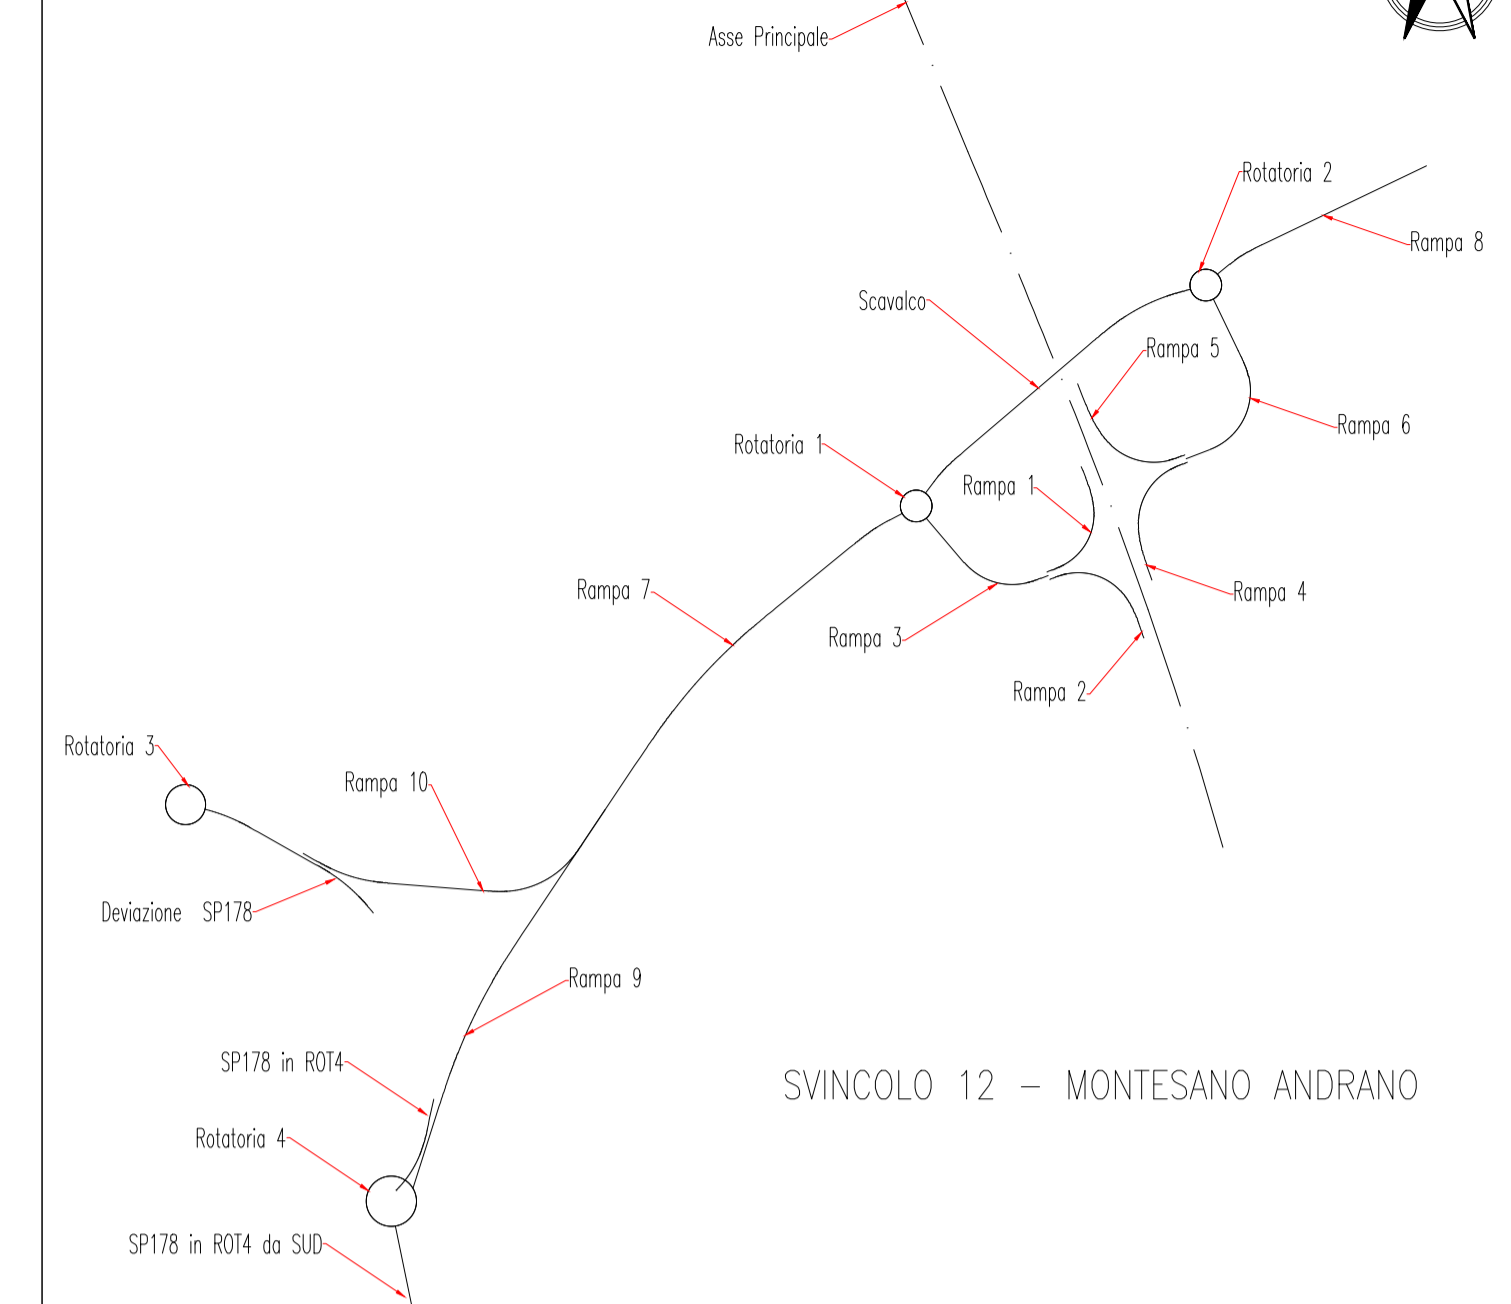 Asse Principale
Rotatoria 2
Rampa 8
Scavalco
Rampa 5
Rampa 6
Rotatoria 1
Rampa 1
Rampa 7
Rampa 4
Rampa 3
Rampa 2
Rotatoria 3
Rampa 10
Deviazione SP178
Rampa 9
SP178 in ROT4
SVINCOLO 12 - MONTESANO ANDRANO
Rotatoria 4
SP178 in ROT4 da SUD